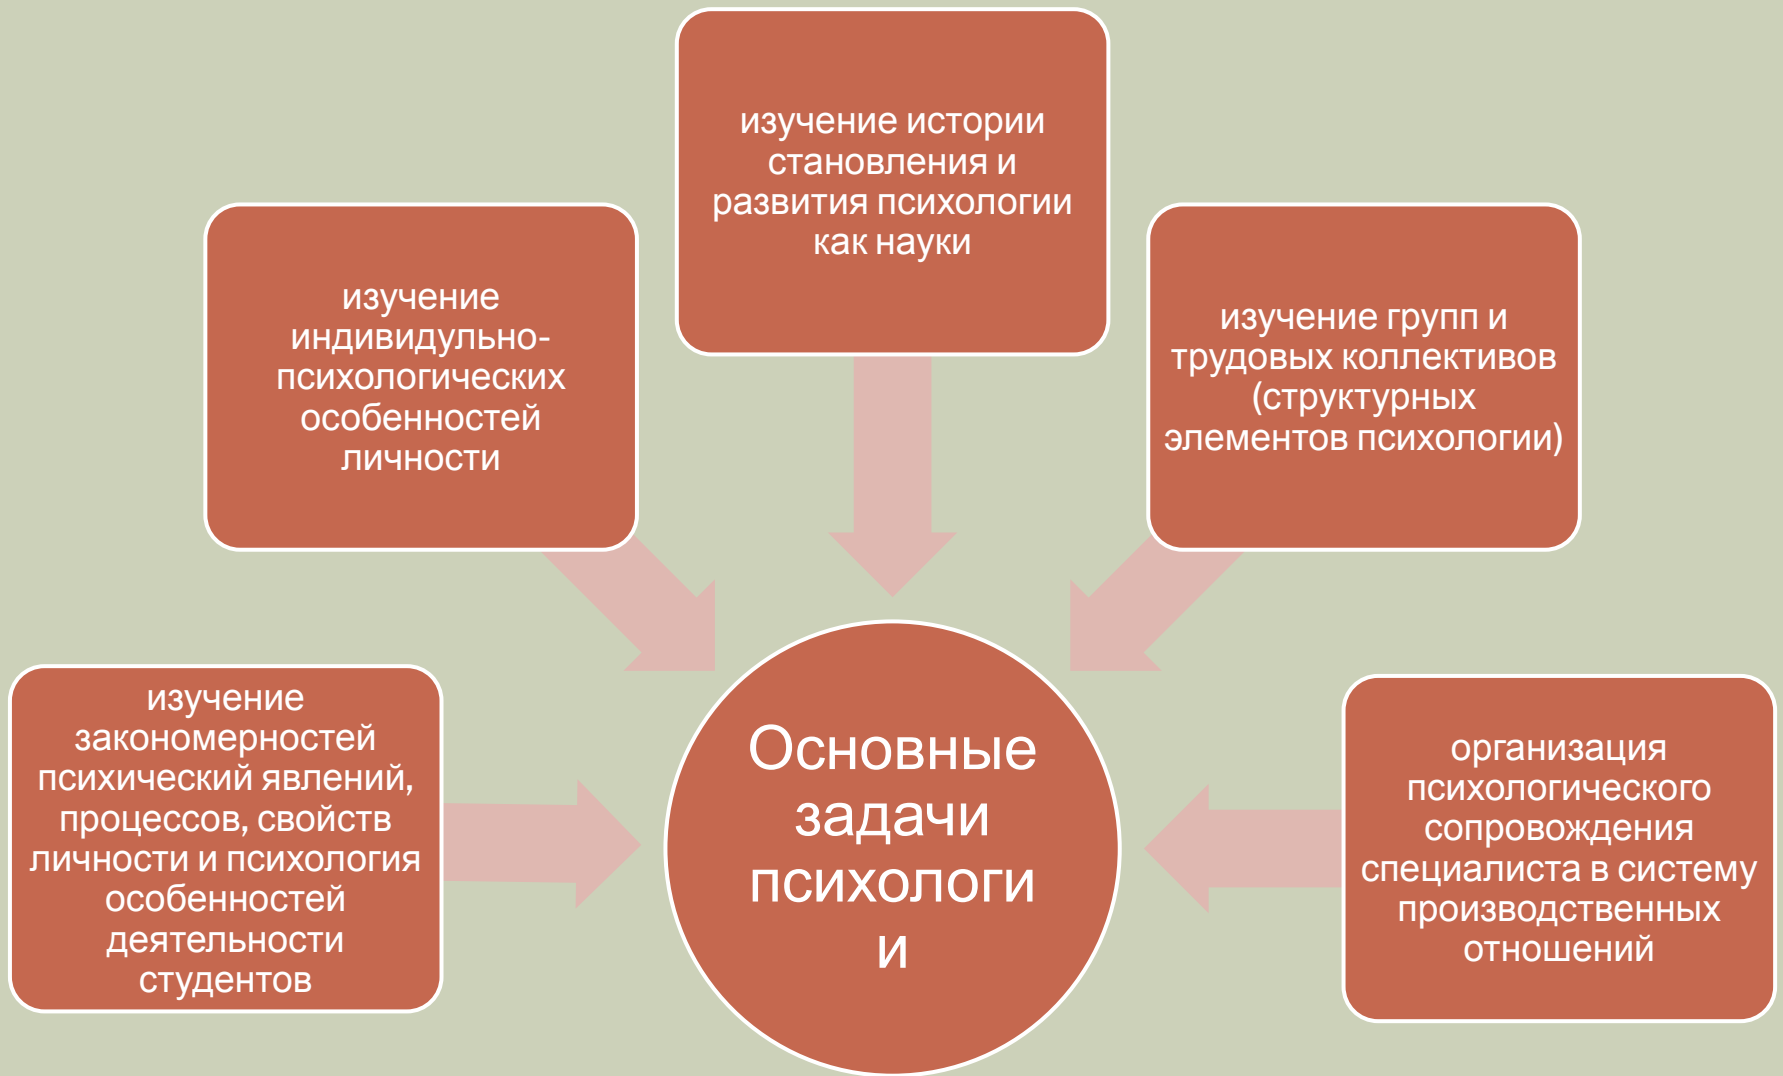 изучение истории
становления и
развития психологии
как науки
изучение
индивидульно-
психологических
особенностей
личности
изучение групп и
трудовых коллективов
(структурных
элементов психологии)
изучение
закономерностей
психический явлений,
процессов, свойств
личности и психология
особенностей
деятельности
студентов
Основные
задачи
психологи
и
организация
психологического
сопровождения
специалиста в систему
производственных
отношений